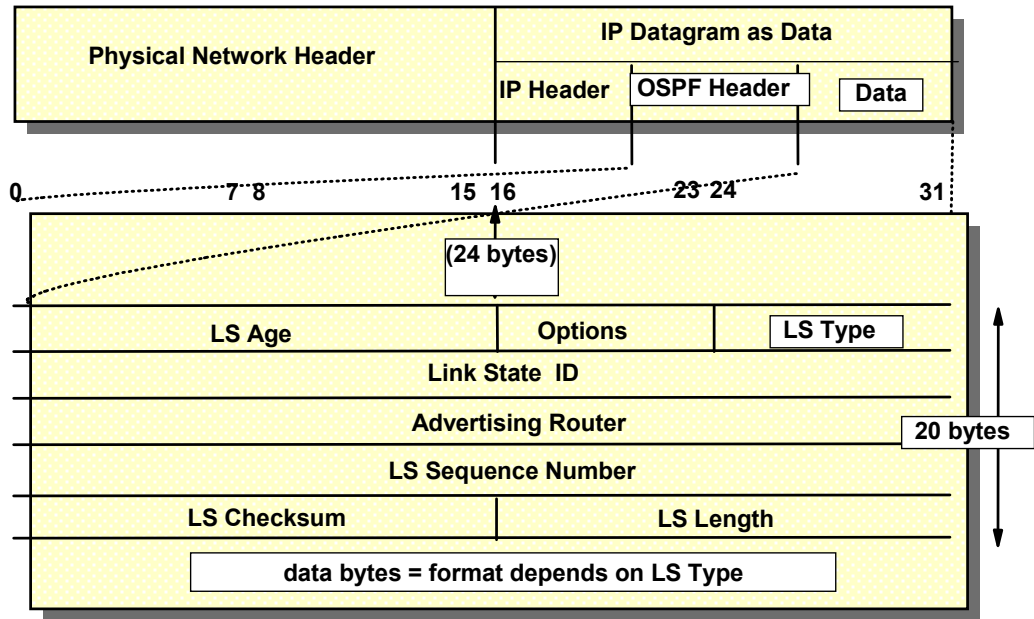 Physical Network Header
IP Datagram as Data
IP Header OSPF Header Data
0 7 8 15 16 23 24 31
(24 bytes)
LS Age Options LS Type
Link State ID
Advertising Router
20 bytes
LS Sequence Number
LS Checksum LS Length
data bytes = format depends on LS Type